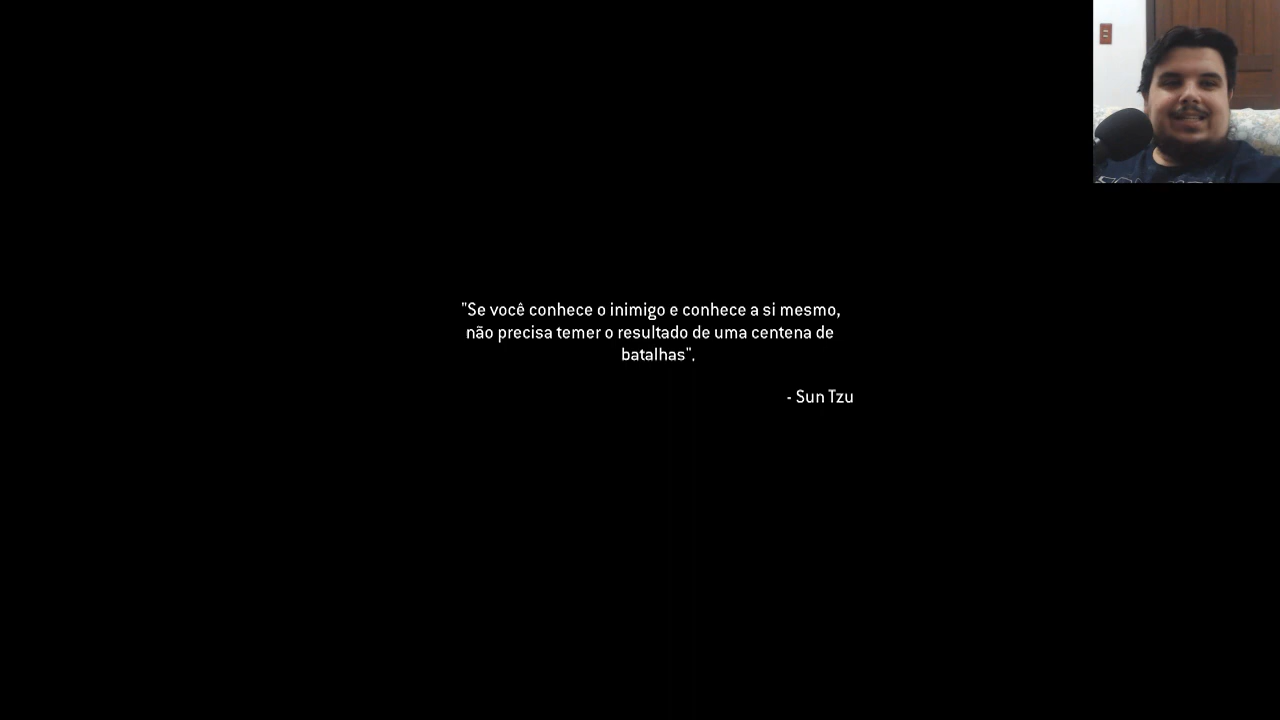 "Se você conhece o inimigo e conhece a si mesmo,
não precisa temer o resultado de uma centena de
batalhas".
- Sun Tzu